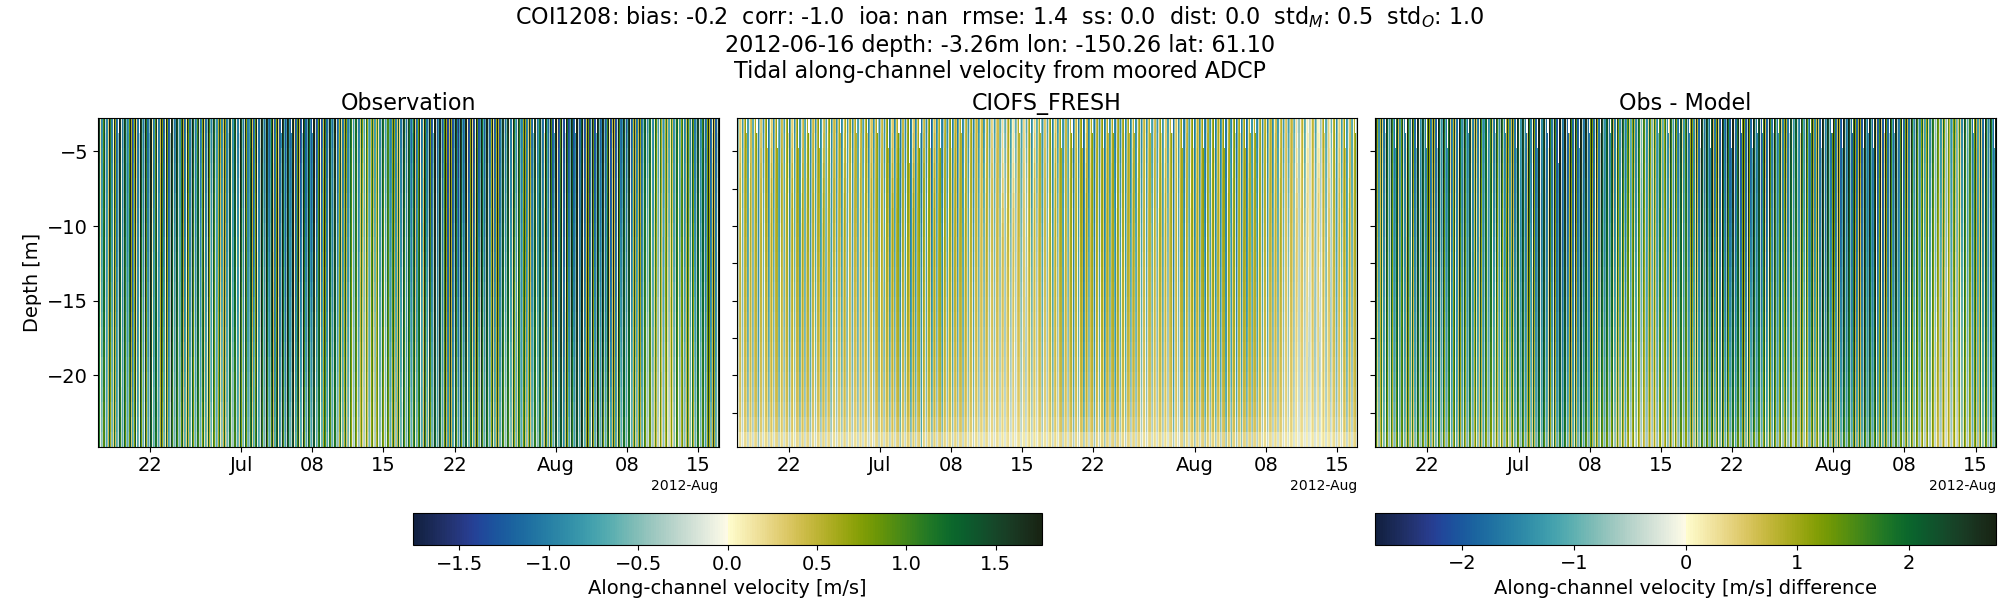 COI1208: bias: -0.2 corr: -1.0 ioa: nan rmse: 1.4 ss: 0.0 dist: 0.0 std_M: 0.5 std_O: 1.0
2012-06-16 depth: -3.26m lon: -150.26 lat: 61.10
Tidal along-channel velocity from moored ADCP
Observation
CIOFS_FRESH
Obs - Model
Depth [m]
−5
−10
−15
−20
22 Jul 08 15 22 Aug 08 15
2012-Aug
22 Jul 08 15 22 Aug 08 15
2012-Aug
22 Jul 08 15 22 Aug 08 15
2012-Aug
−1.5 −1.0 −0.5 0.0 0.5 1.0 1.5
Along-channel velocity [m/s]
−2 −1 0 1 2
Along-channel velocity [m/s] difference